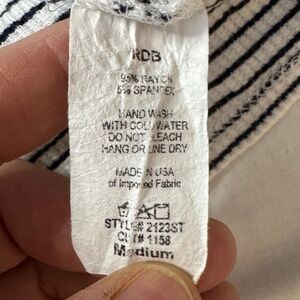 RDB
95% RAYON
5% SPANDEX
HAND WASH
WITH COLD WATER
DO NOT BLEACH
HANG OR LINE DRY
MADE IN USA
of Imported Fabric
STYLE# 2123ST
CUT# 1158
Medium